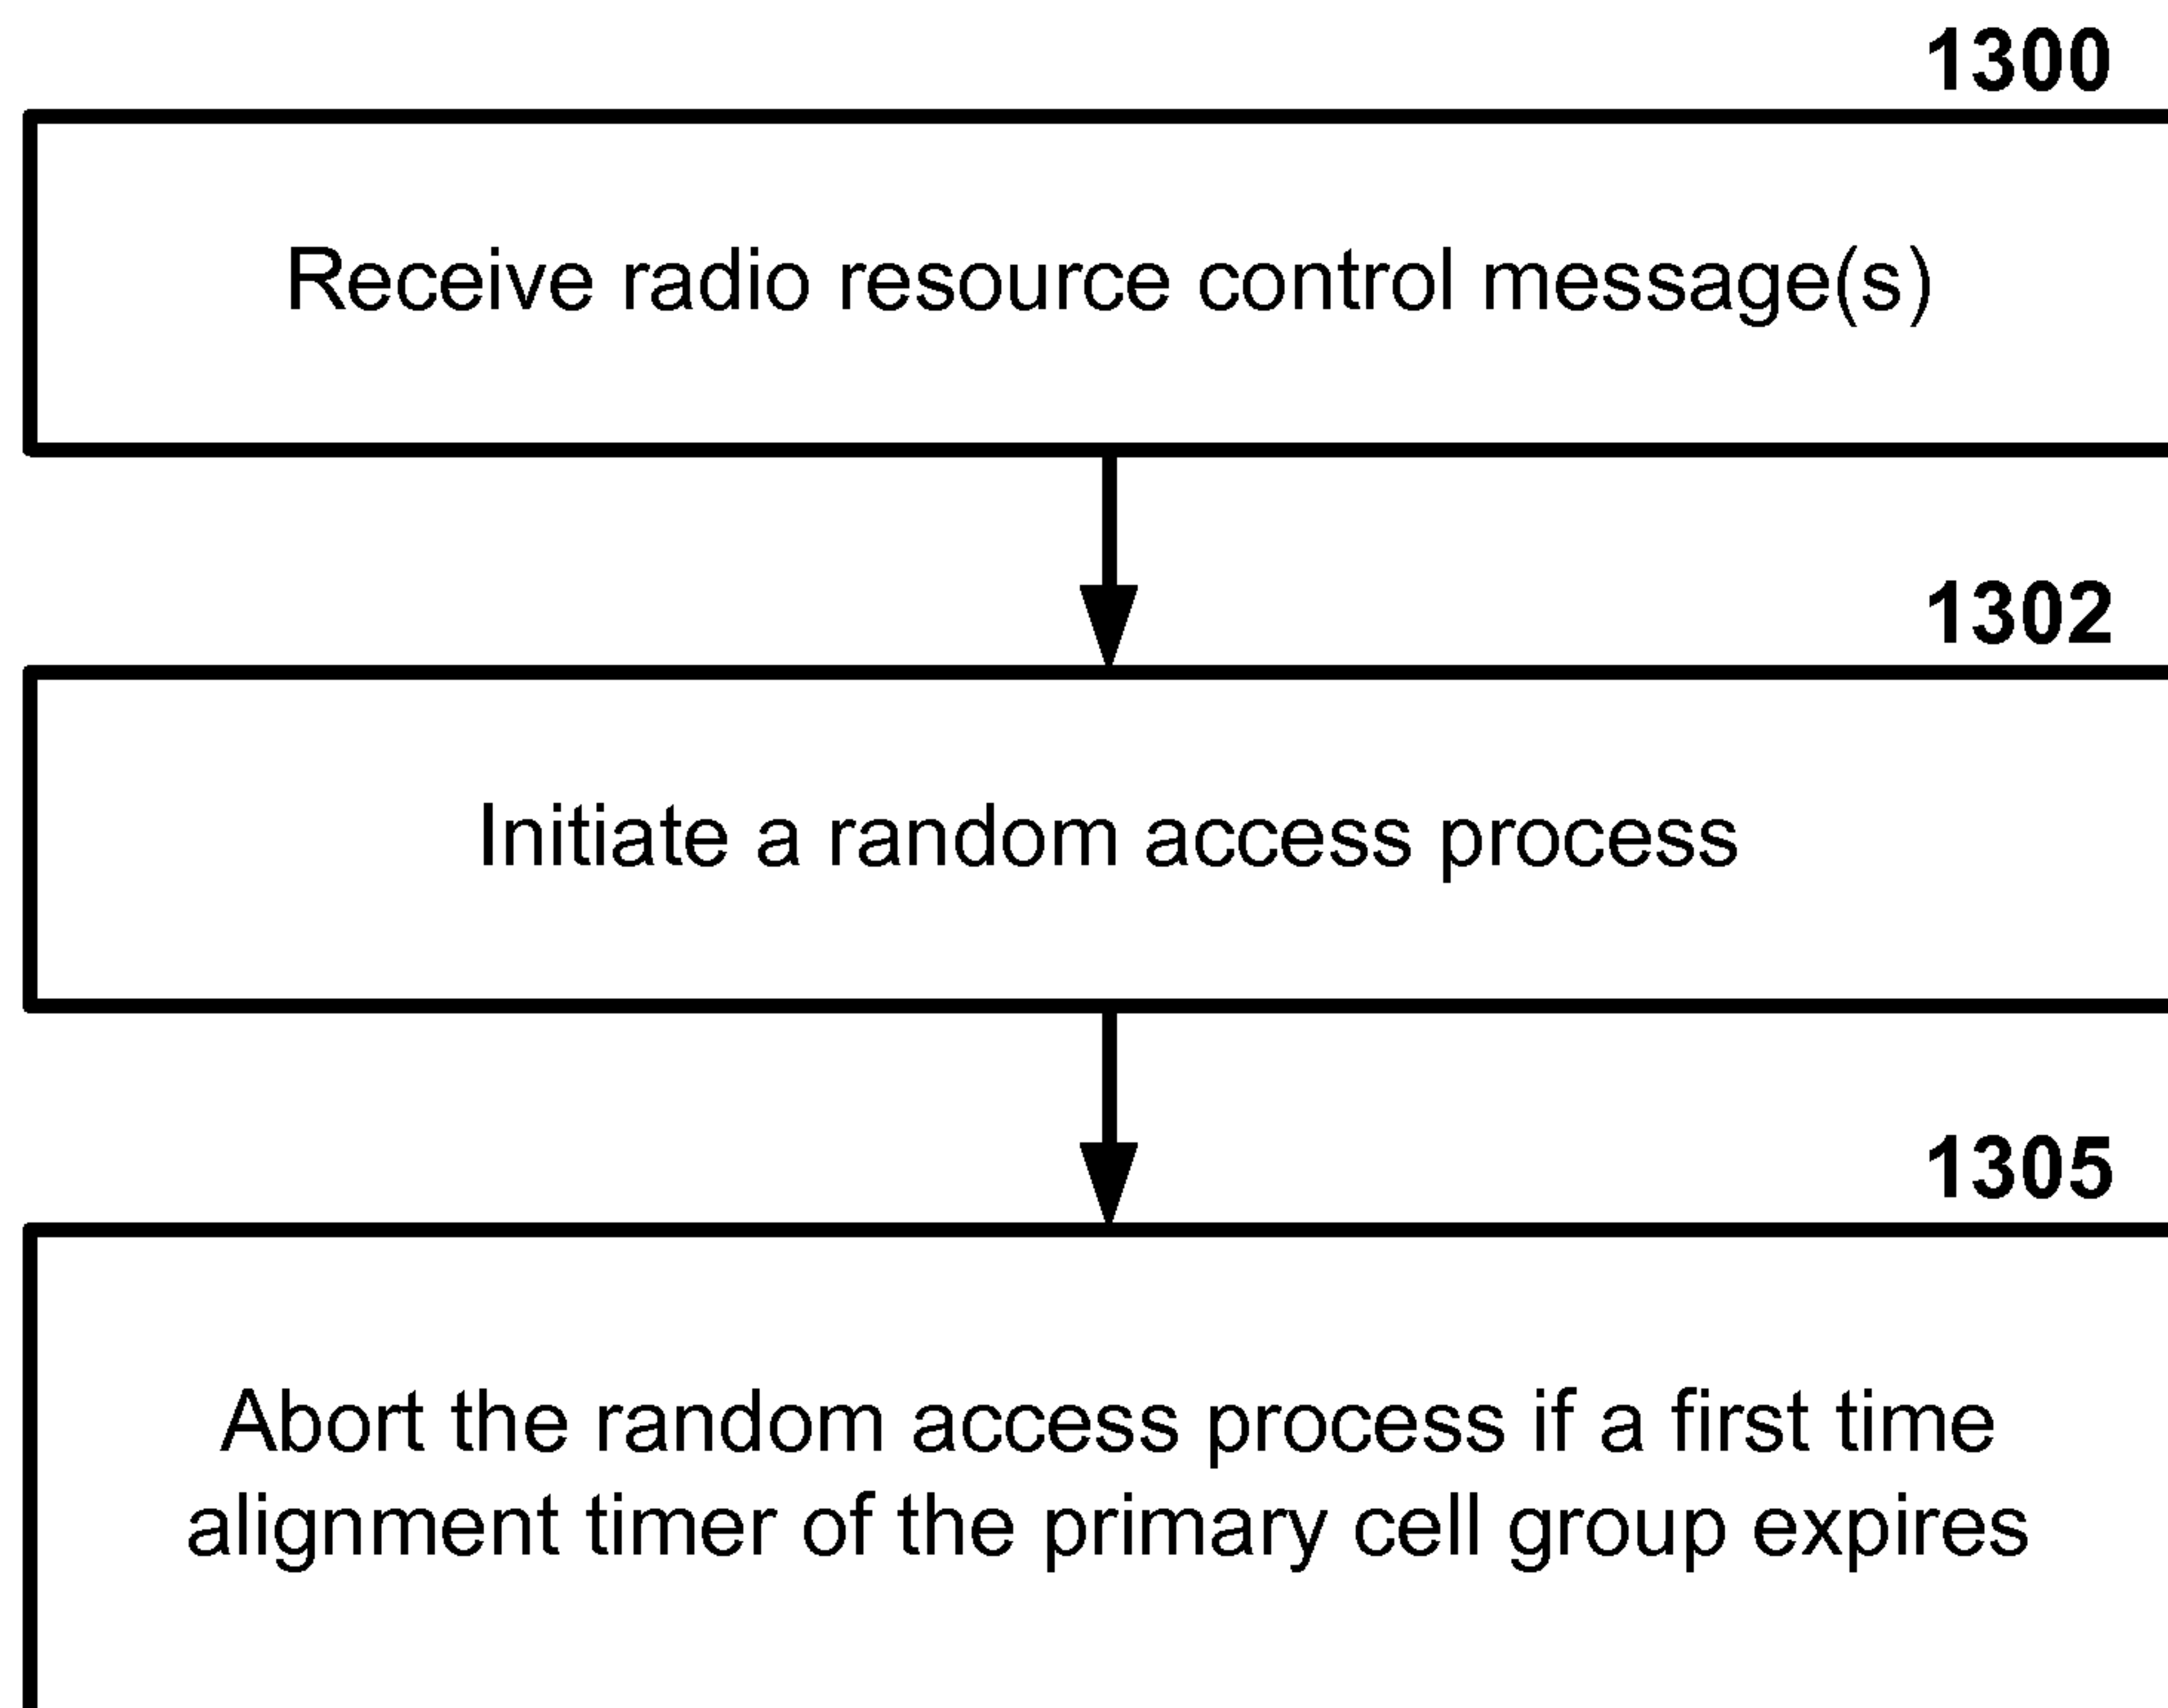 1300
Receive radio resource control message(s)
1302
Initiate a random access process
1305
Abort the random access process if a first time
alignment timer of the primary cell group expires